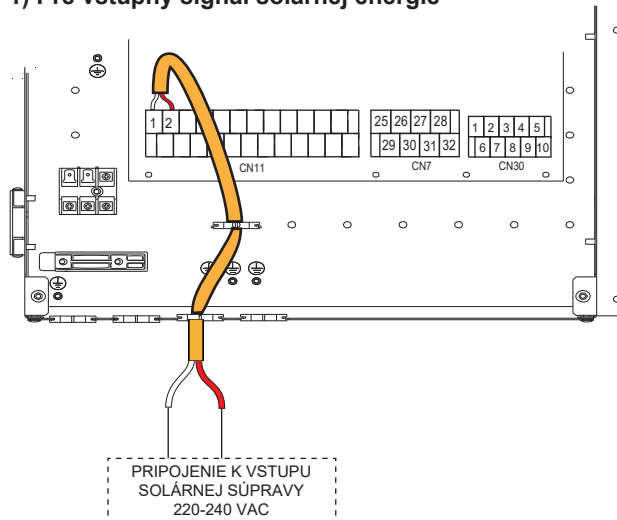 1) Pre vstupný signál solárnej energie
1 2
25 26 27 28
29 30 31 32
1 2 3 4 5
6 7 8 9 10
CN11
CN7
CN30
PRIPOJENIE K VSTUPU
SOLÁRNEJ SÚPRAVY
220-240 VAC